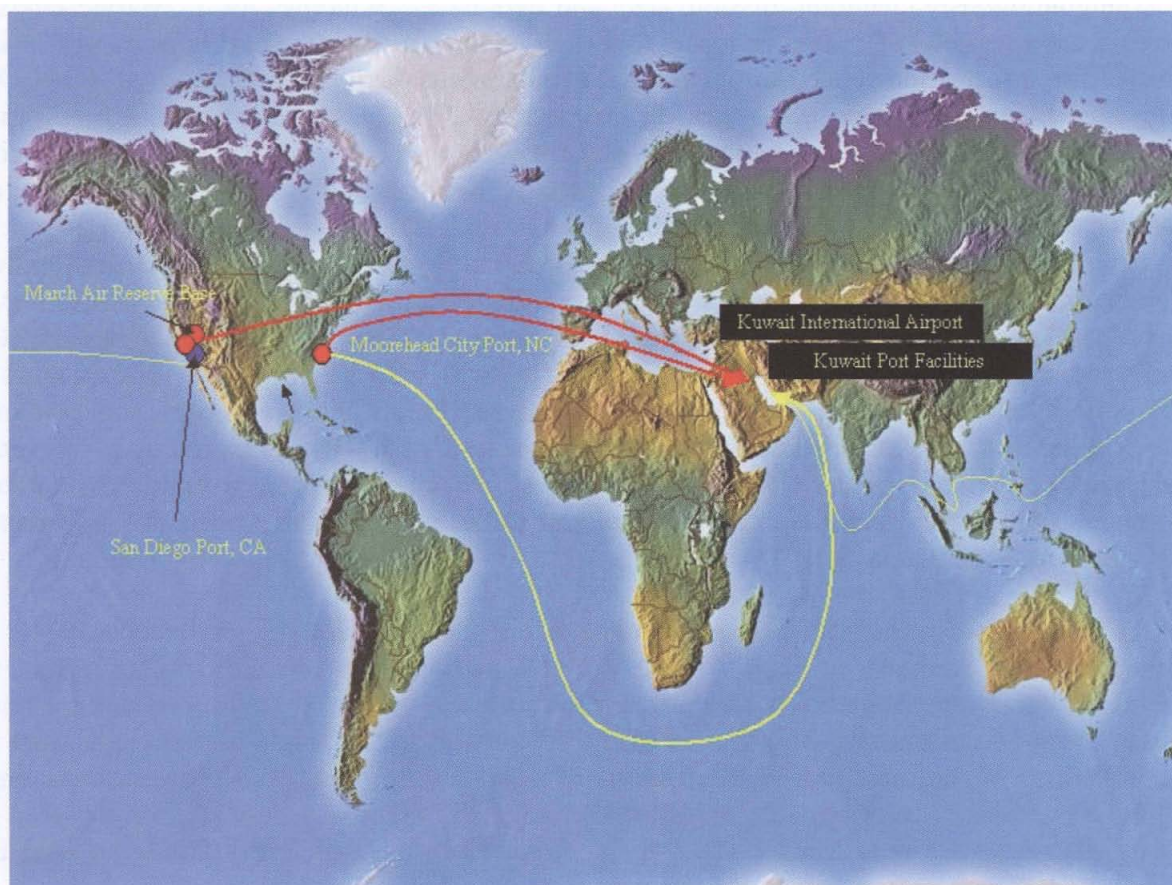 March Air Reserve Base
Kuwait International Airport
Moorehead City Port, NC
Kuwait Port Facilities
San Diego Port, CA